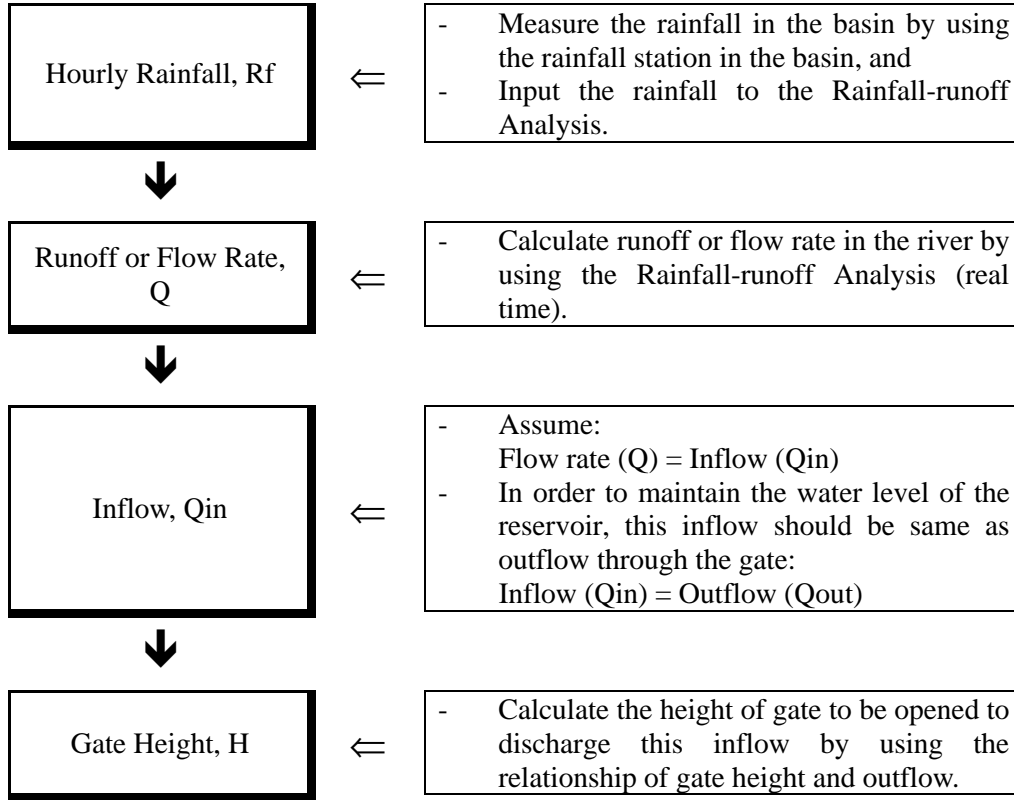 Hourly Rainfall, Rf
⇐
- Measure the rainfall in the basin by using
the rainfall station in the basin, and
- Input the rainfall to the Rainfall-runoff
Analysis.
Runoff or Flow Rate,
Q
⇐
- Calculate runoff or flow rate in the river by
using the Rainfall-runoff Analysis (real
time).
Inflow, Qin
⇐
- Assume:
Flow rate (Q) = Inflow (Qin)
- In order to maintain the water level of the
reservoir, this inflow should be same as
outflow through the gate:
Inflow (Qin) = Outflow (Qout)
Gate Height, H
⇐
- Calculate the height of gate to be opened to
discharge this inflow by using the
relationship of gate height and outflow.